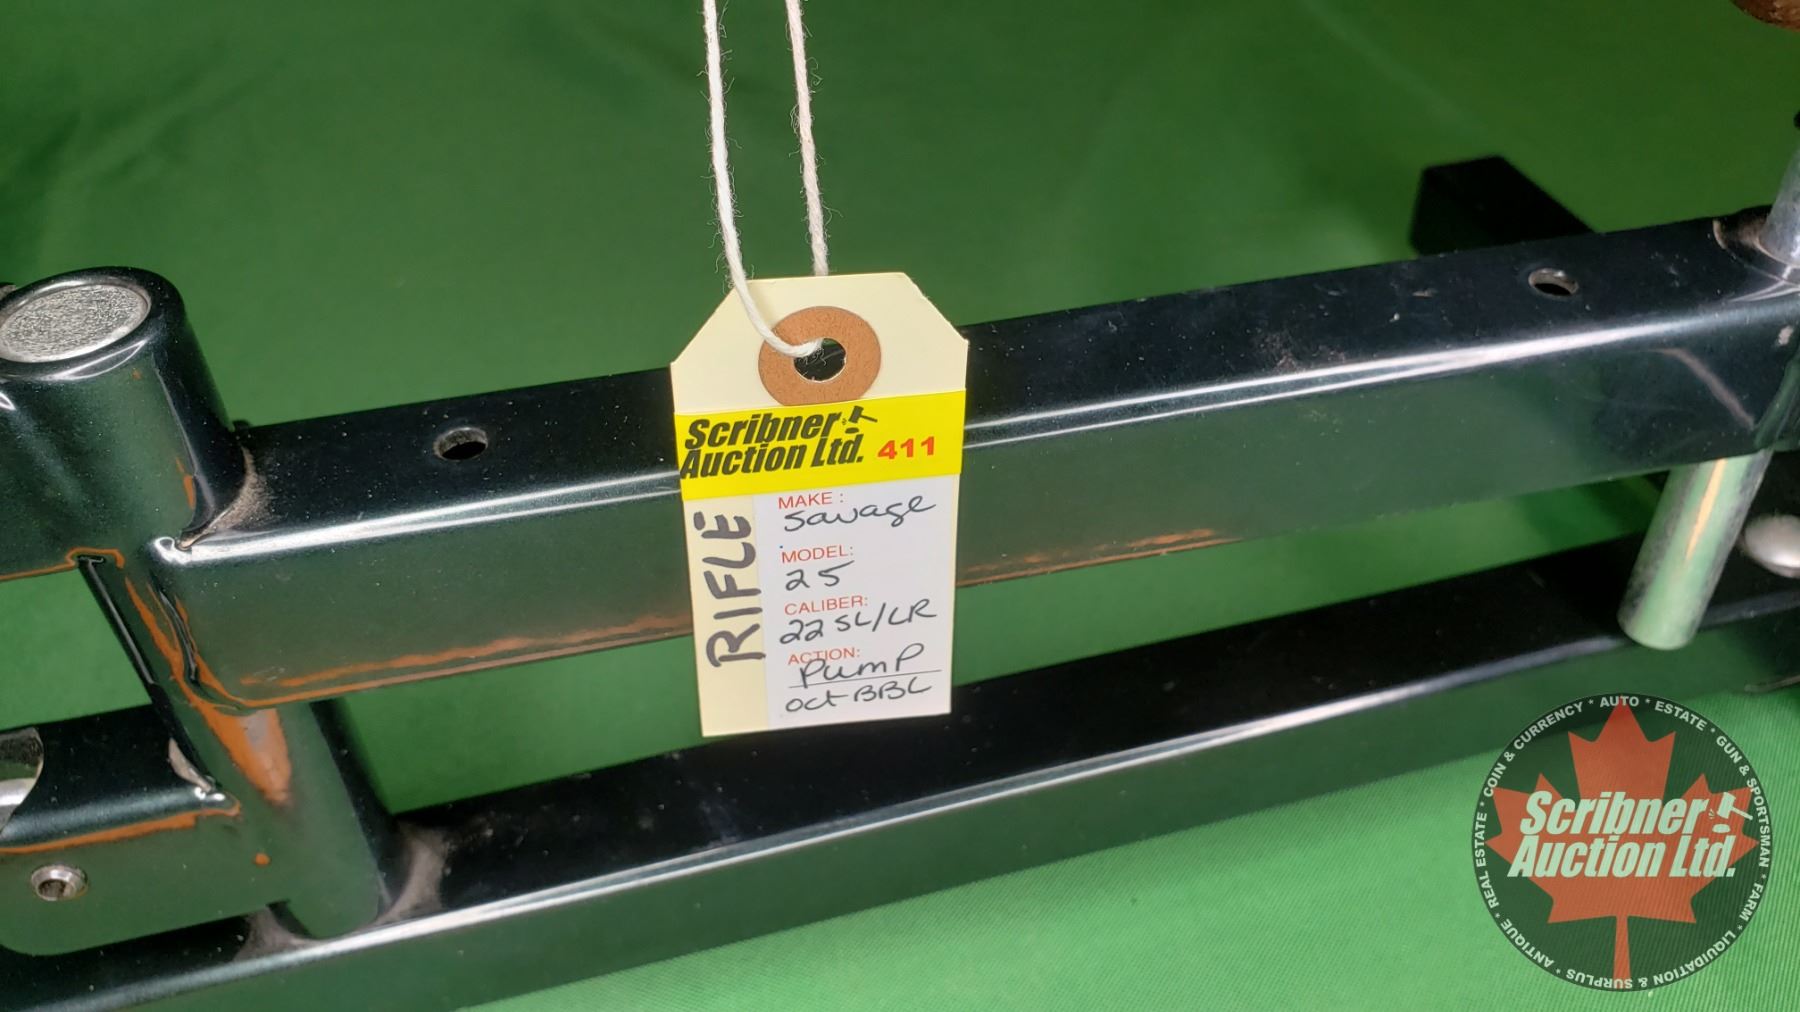 Scribner
Auction Ltd. 411
RIFLE
MAKE:
Savage
MODEL:
25
CALIBER:
22 SL/LR
ACTION:
Pump
Oct BBL
COIN & CURRENCY * AUTO * ESTATE * GUN & SPORTSMAN * FARM * LIQUIDATION & SURPLUS * ANTIQUE * REAL ESTATE *
Scribner
Auction Ltd.